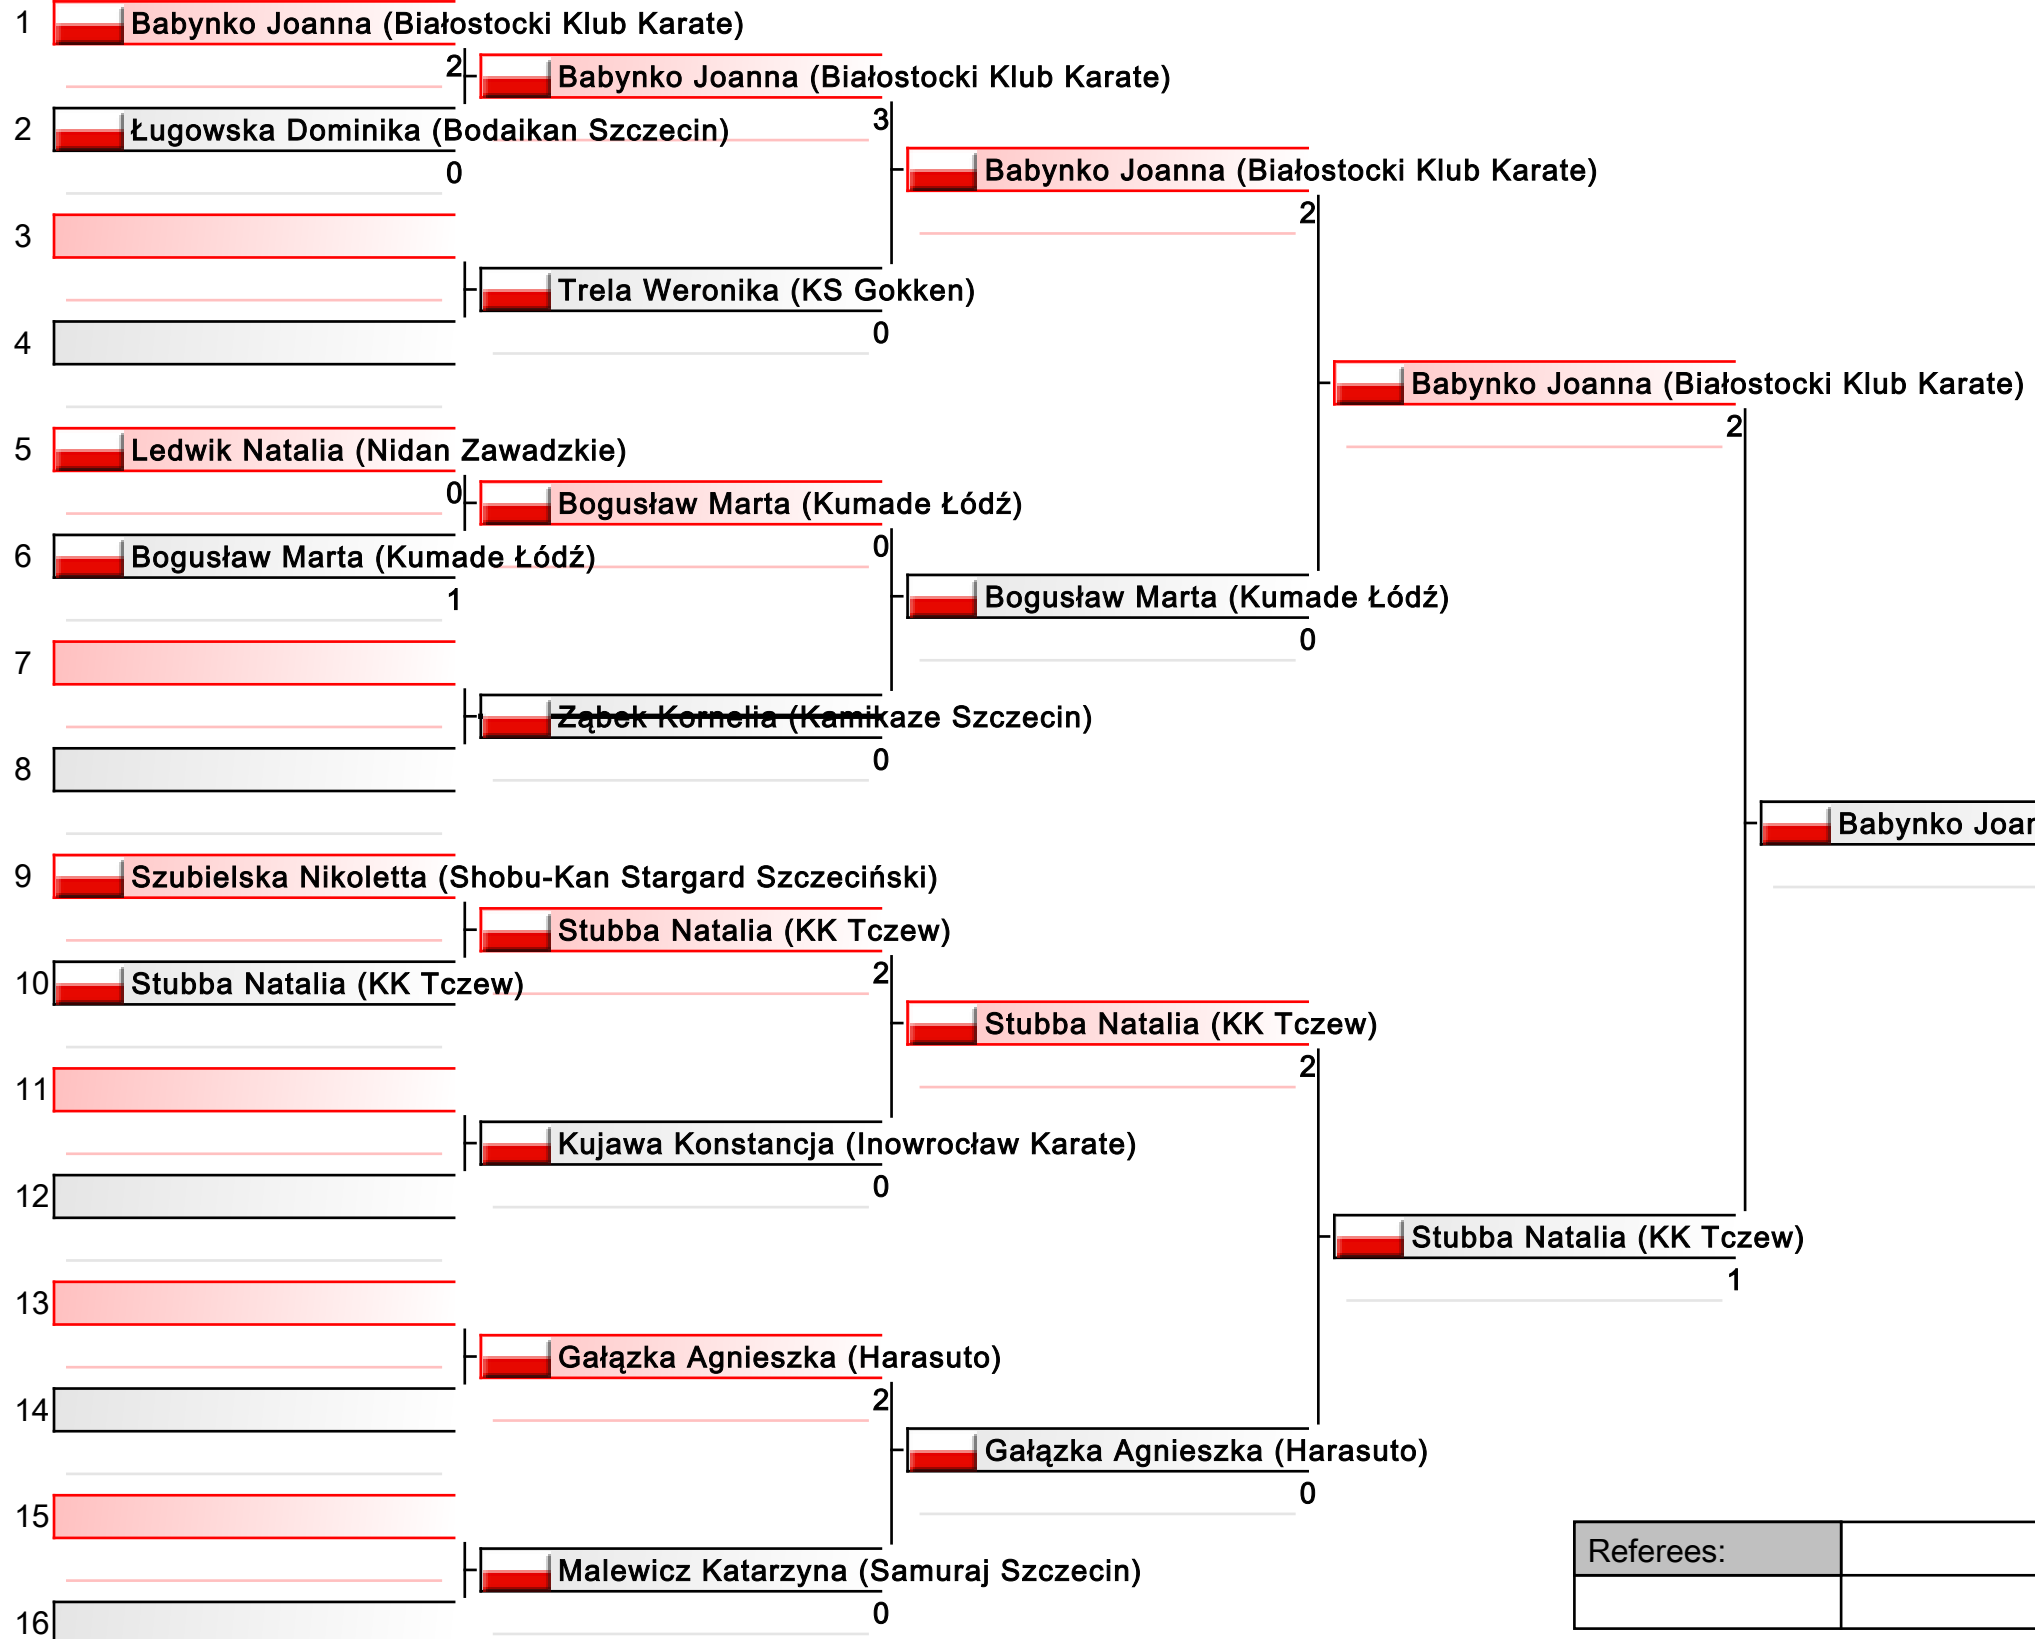 1 Babynko Joanna (Białostocki Klub Karate)
2 Babynko Joanna (Białostocki Klub Karate)
2 Ługowska Dominika (Bodaikan Szczecin)
3
0
Babynko Joanna (Białostocki Klub Karate)
2
3
Trela Weronika (KS Gokken)
0
4
Babynko Joanna (Białostocki Klub Karate)
2
5 Ledwik Natalia (Nidan Zawadzkie)
0 Bogusław Marta (Kumade Łódź)
0
6 Bogusław Marta (Kumade Łódź)
1
Bogusław Marta (Kumade Łódź)
0
7
Ząbek Kornelia (Kamikaze Szczecin)
0
8
Babynko Joan
9 Szubielska Nikoletta (Shobu-Kan Stargard Szczeciński)
Stubba Natalia (KK Tczew)
2
10 Stubba Natalia (KK Tczew)
Stubba Natalia (KK Tczew)
2
11
Kujawa Konstancja (Inowrocław Karate)
0
12
Stubba Natalia (KK Tczew)
1
13
Gałązka Agnieszka (Harasuto)
2
14
Gałązka Agnieszka (Harasuto)
0
15
Referees:
Malewicz Katarzyna (Samuraj Szczecin)
0
16